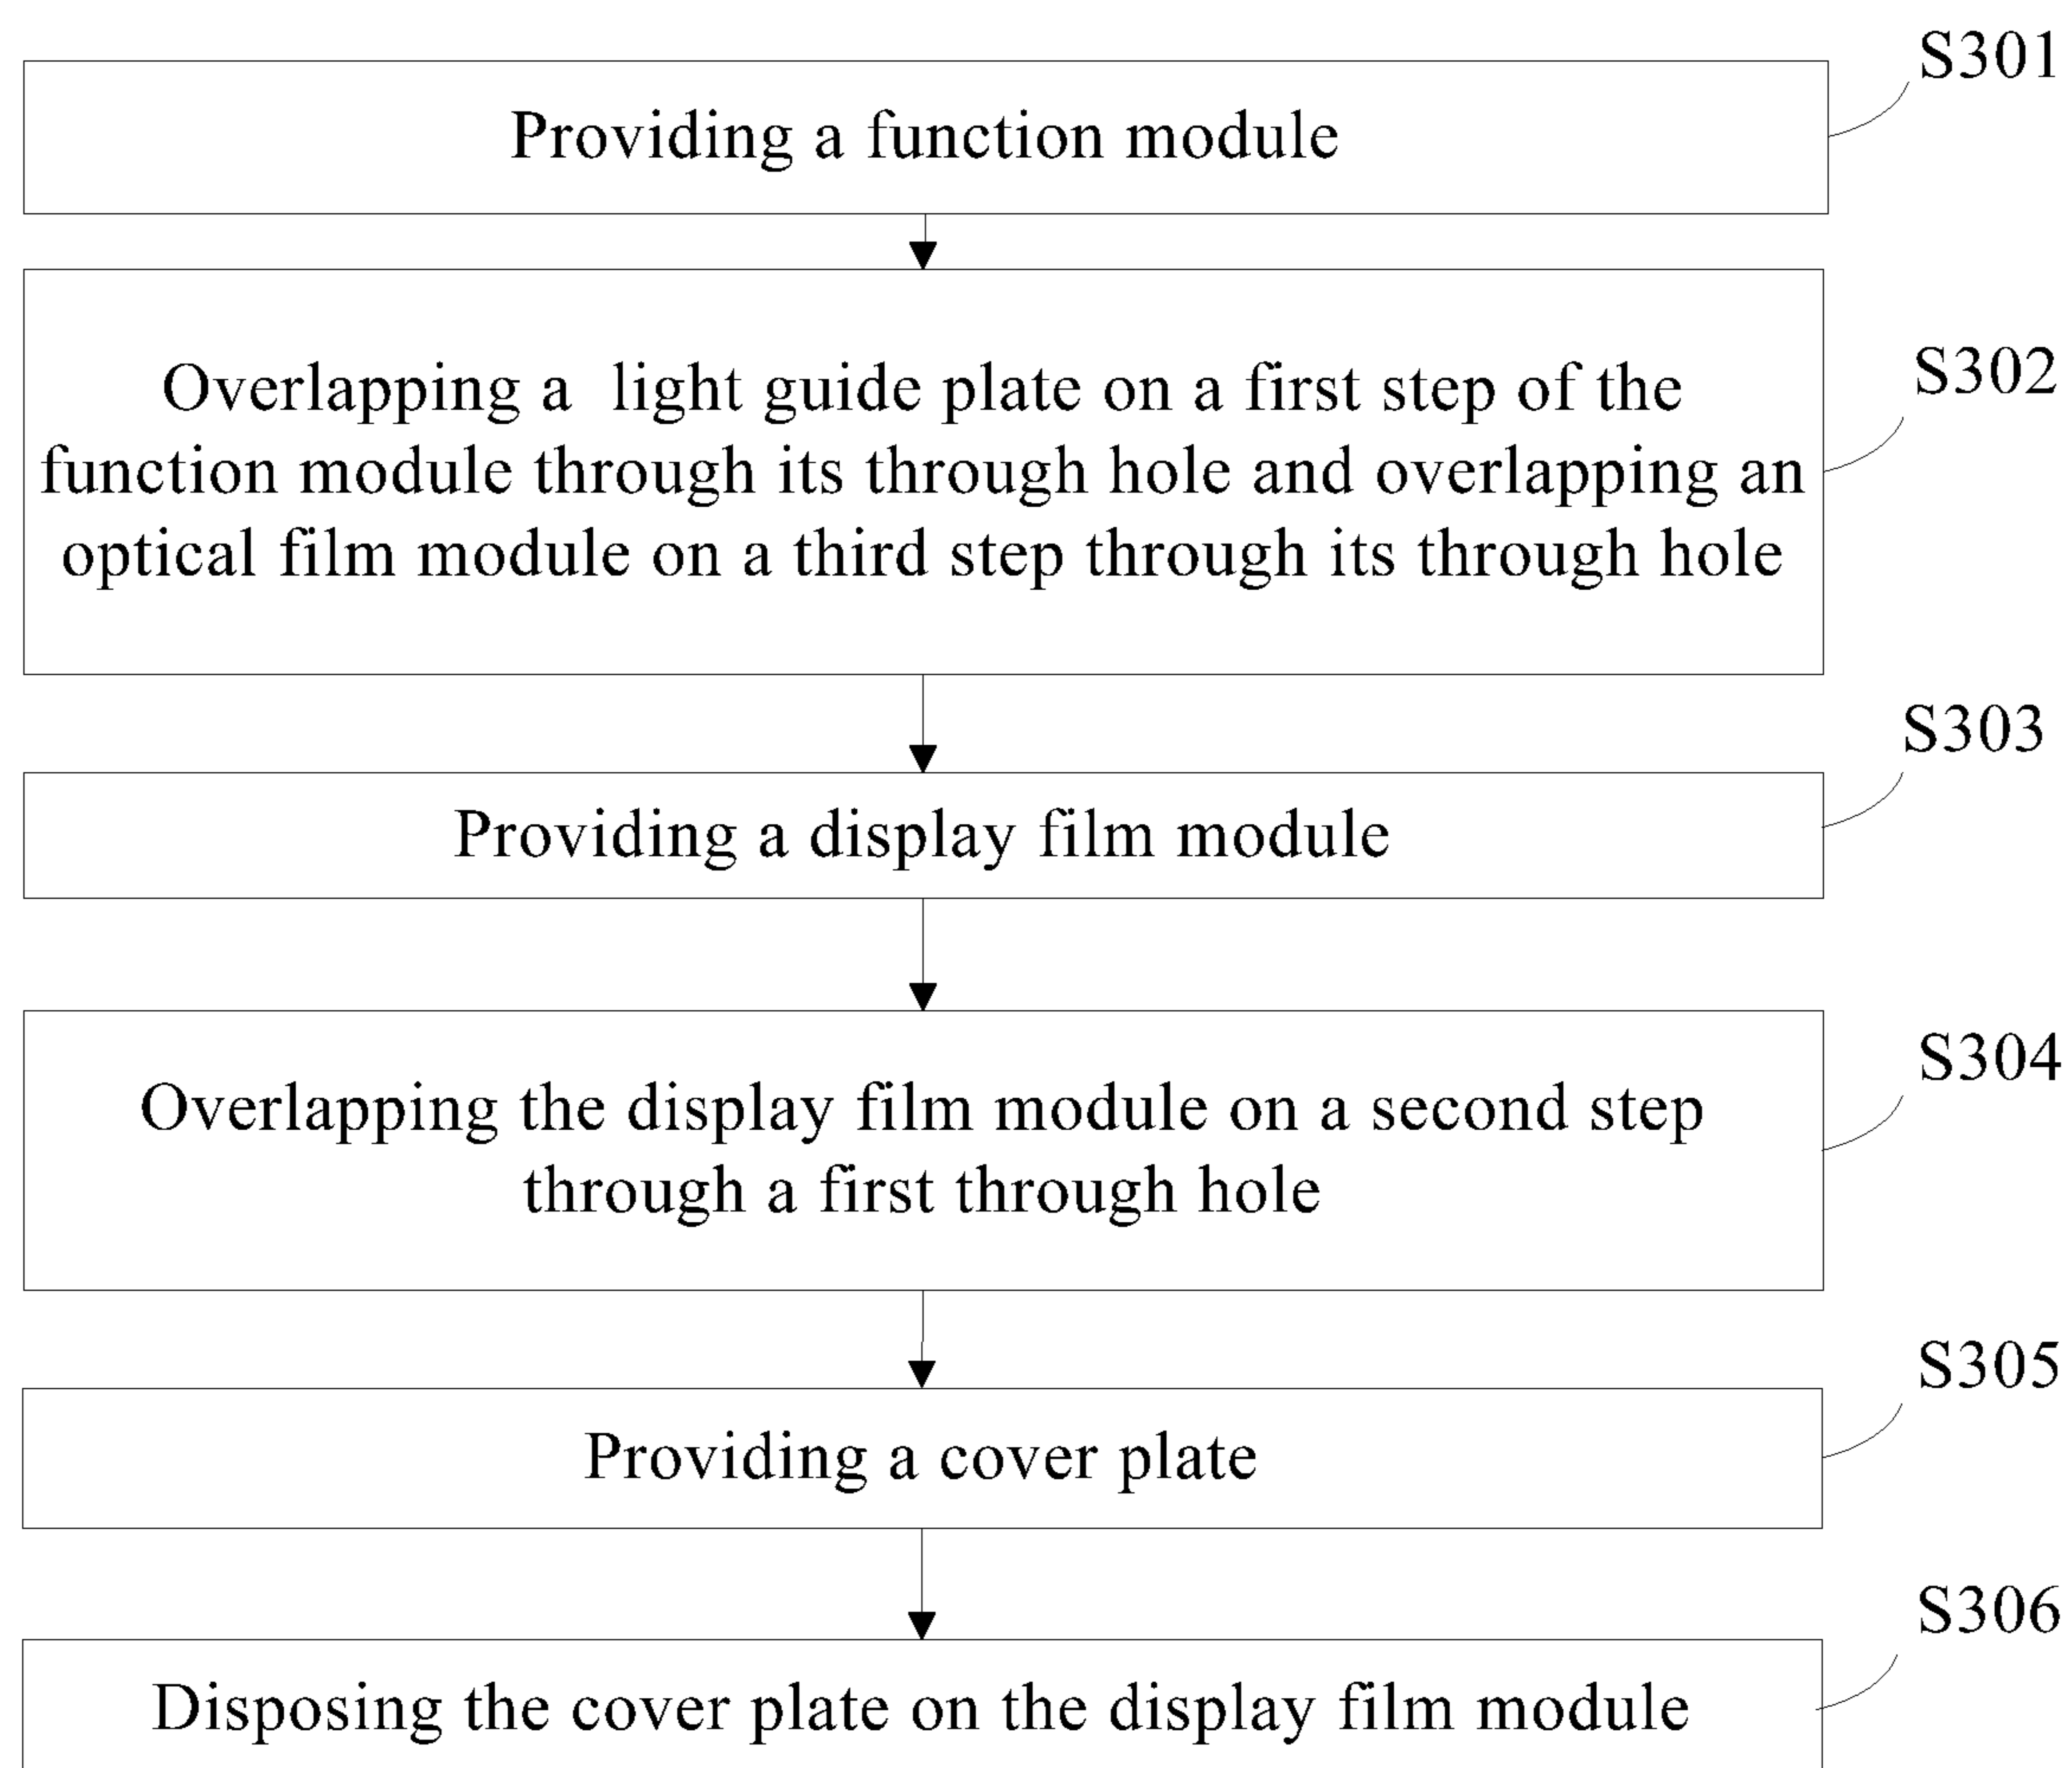 S301
Providing a function module
S302
Overlapping a light guide plate on a first step of the
function module through its through hole and overlapping an
optical film module on a third step through its through hole
S303
Providing a display film module
S304
Overlapping the display film module on a second step
through a first through hole
S305
Providing a cover plate
S306
Disposing the cover plate on the display film module